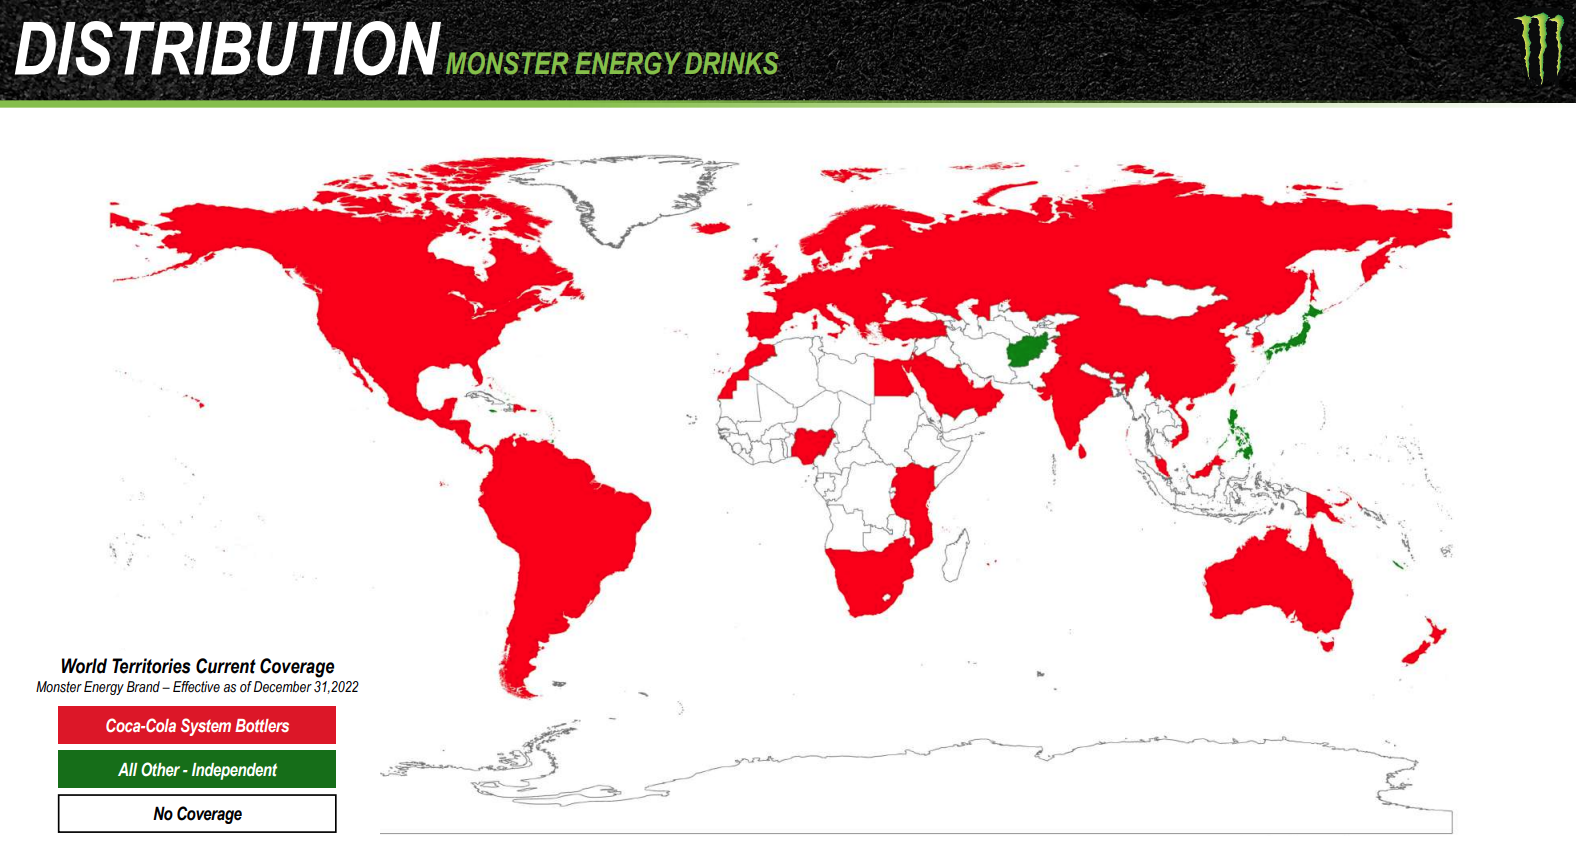 DISTRIBUTION MONSTER ENERGY DRINKS
World Territories Current Coverage
Monster Energy Brand – Effective as of December 31,2022
Coca-Cola System Bottlers
All Other - Independent
No Coverage